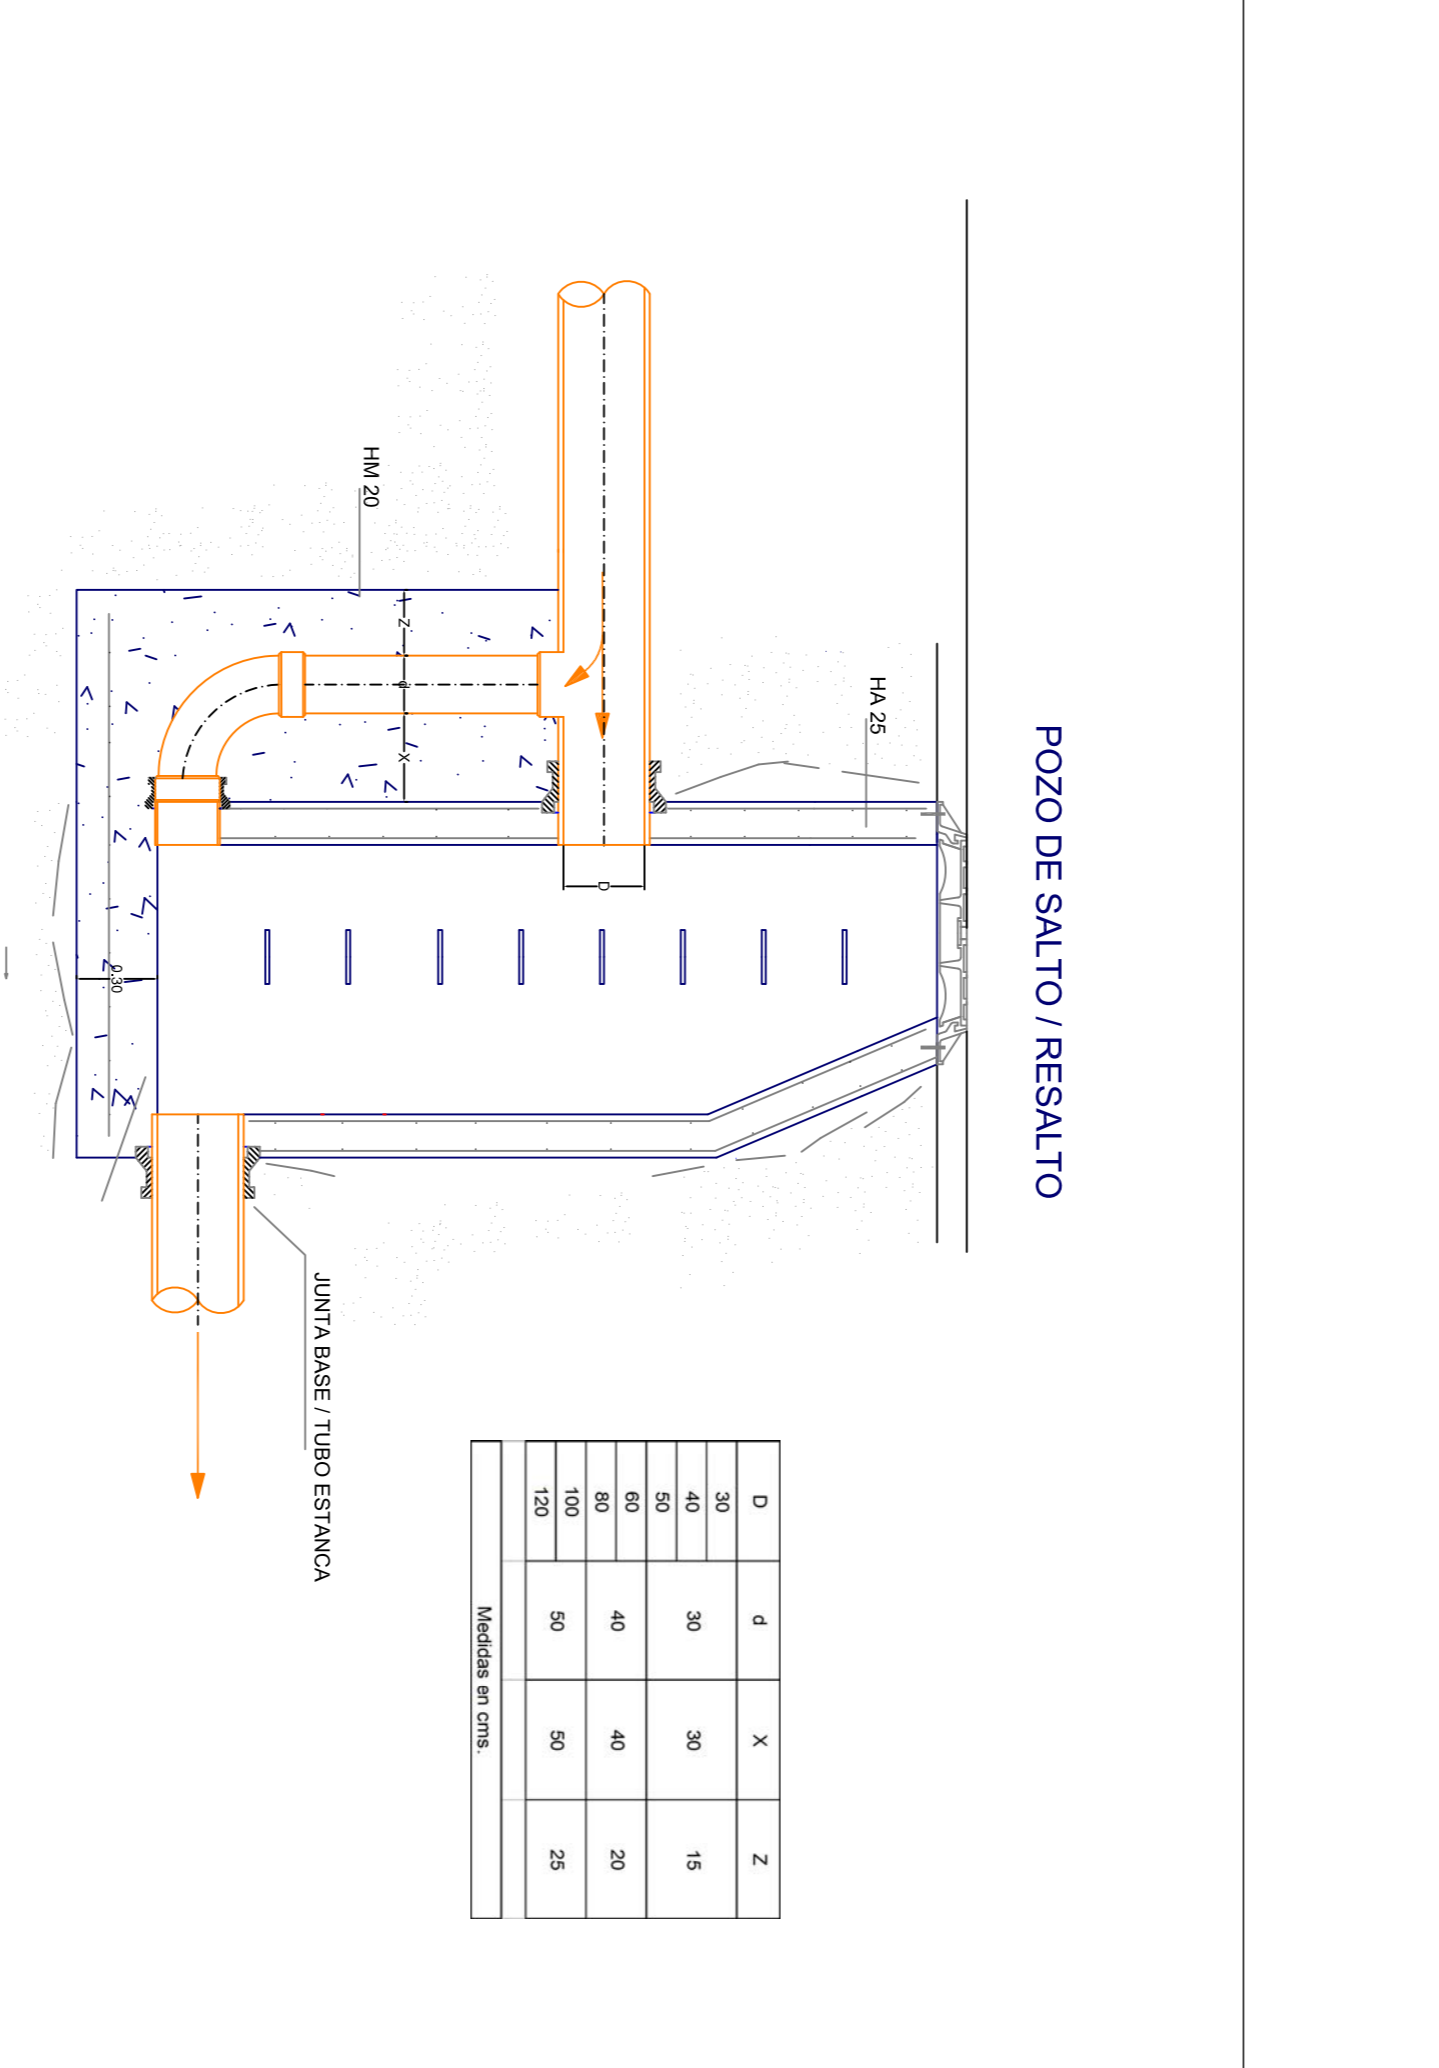 POZO DE SALTO / RESALTO
HA 25
HM 20
Z
d
X
D
0.30
JUNTA BASE / TUBO ESTANCA
D d X Z
30
40 30 30 15
50
60 40 40 20
80
100 50 50 25
120
Medidas en cms.